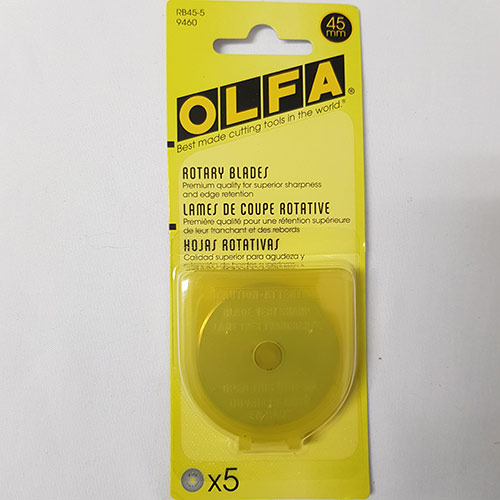 RB45-5
9460
45
mm
OLFA®
Best made cutting tools in the world.®
ROTARY BLADES
Premium quality for superior sharpness
and edge retention
LAMES DE COUPE ROTATIVE
Première qualité pour une rétention supérieure
de leur tranchant et des rebords
HOJAS ROTATIVAS
Calidad superior para agudeza y
x5